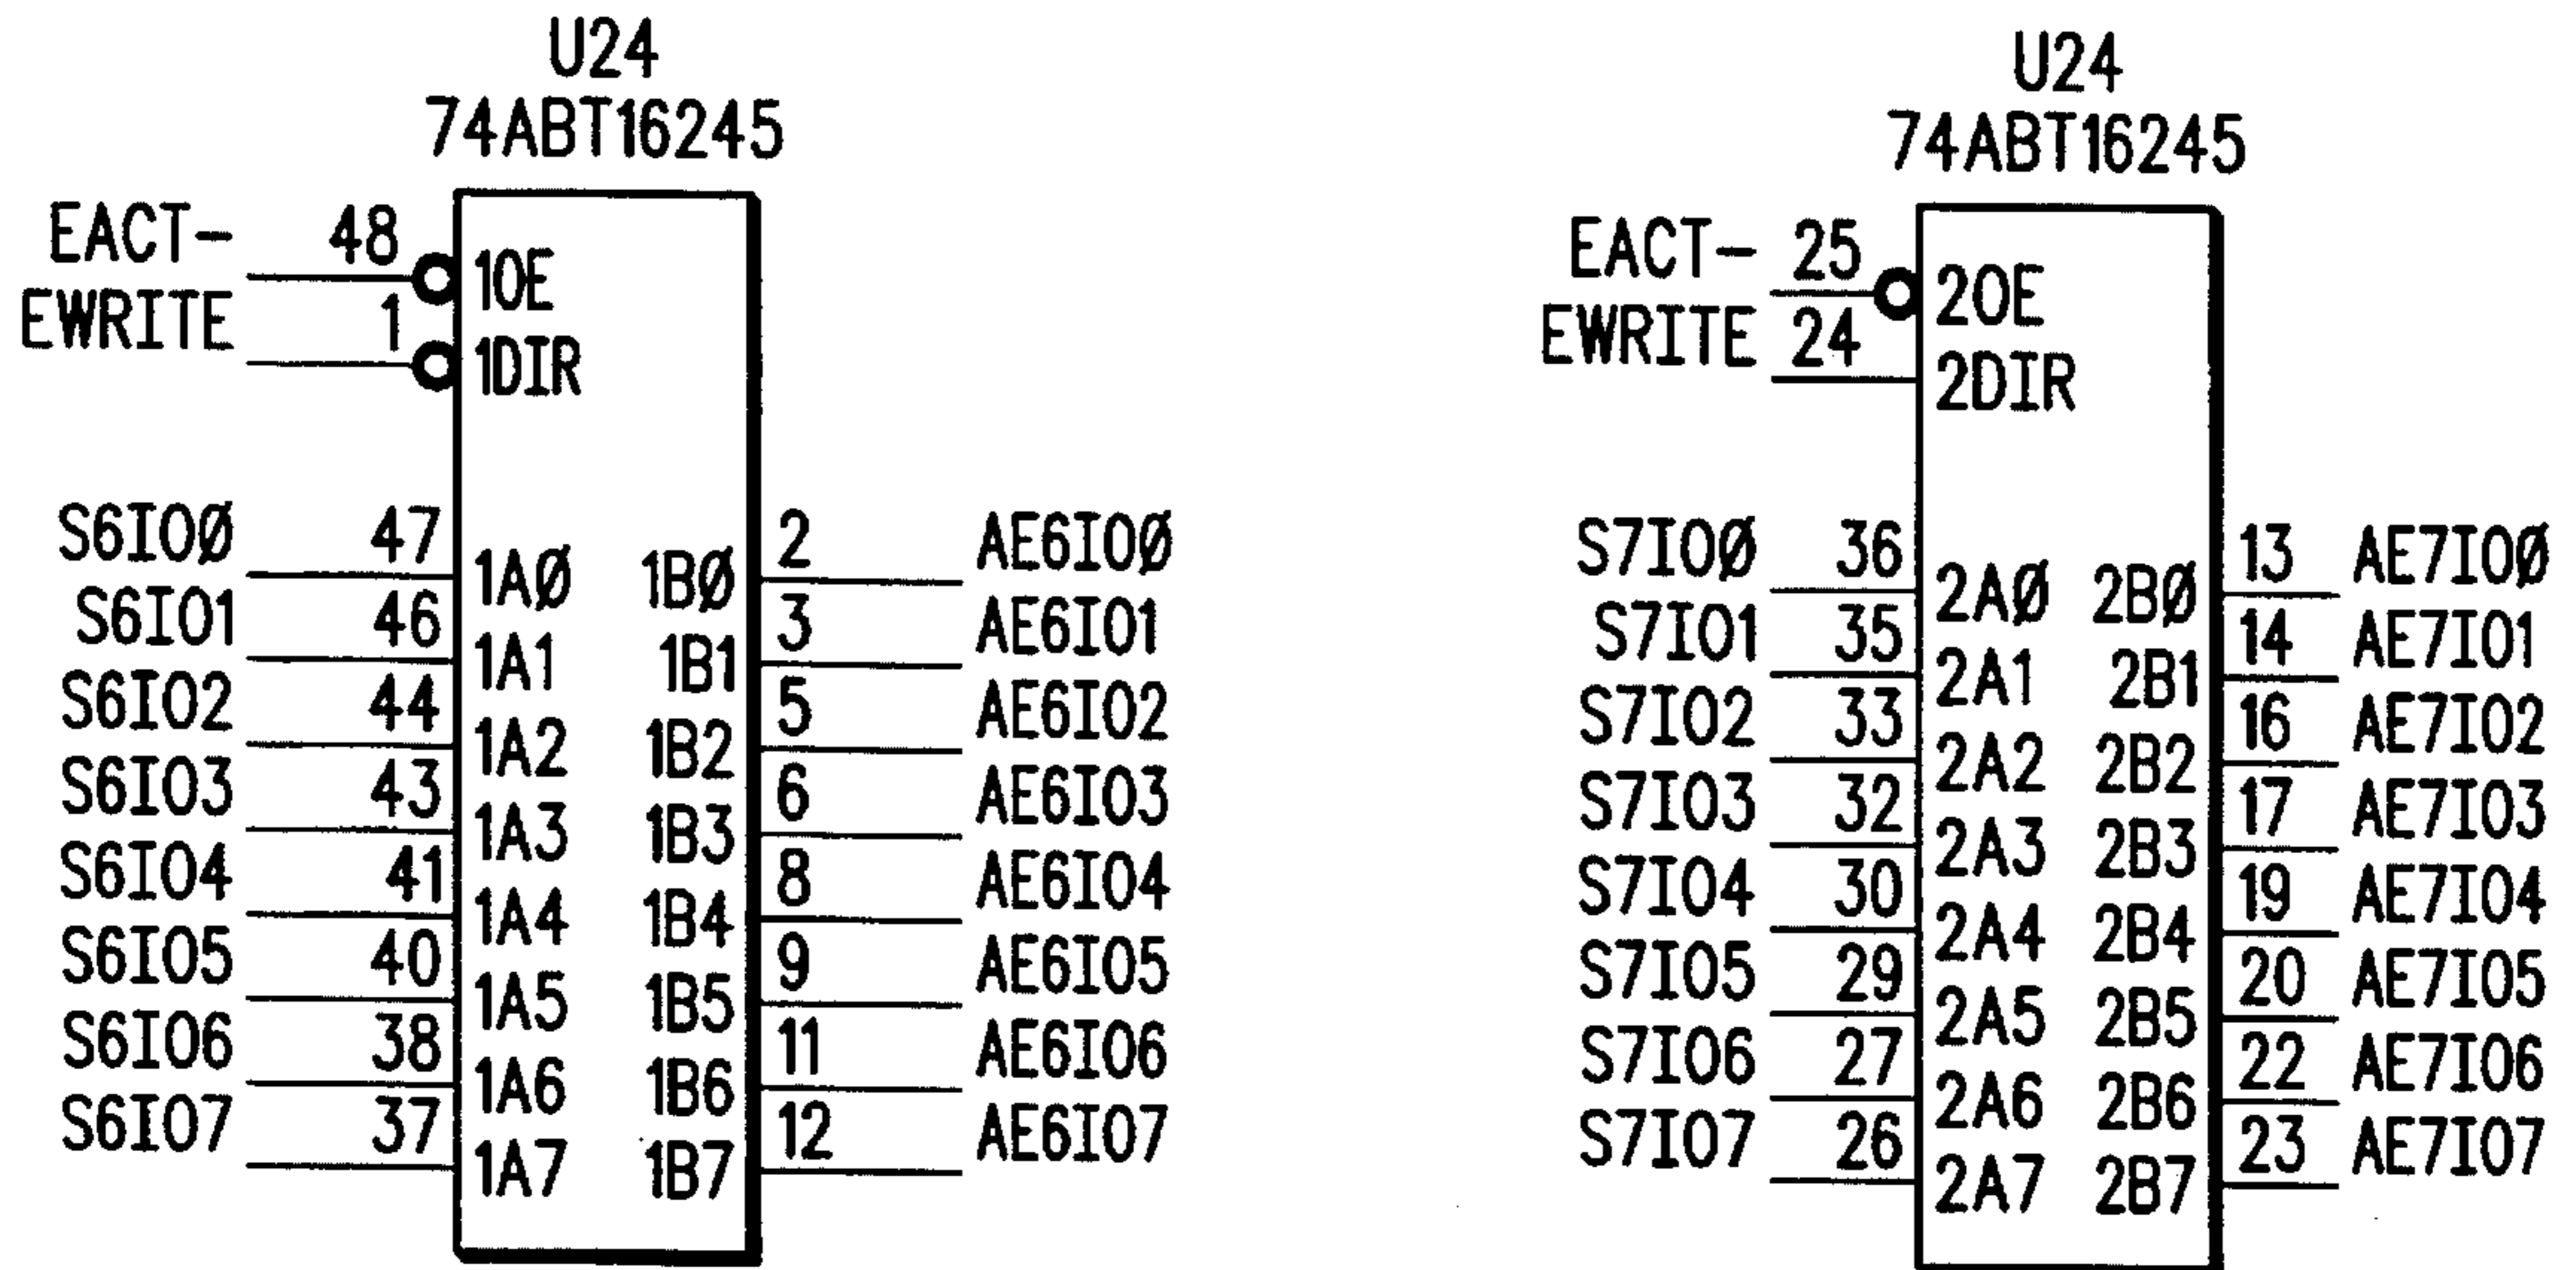 U24
74ABT16245
EACT- 48 1OE
EWRITE 1 1DIR
S6IOØ 47 1AØ 1BØ 2 AE6IOØ
S6IO1 46 1A1 1B1 3 AE6IO1
S6IO2 44 1A2 1B2 5 AE6IO2
S6IO3 43 1A3 1B3 6 AE6IO3
S6IO4 41 1A4 1B4 8 AE6IO4
S6IO5 40 1A5 1B5 9 AE6IO5
S6IO6 38 1A6 1B6 11 AE6IO6
S6IO7 37 1A7 1B7 12 AE6IO7
U24
74ABT16245
EACT- 25 2OE
EWRITE 24 2DIR
S7IOØ 36 2AØ 2BØ 13 AE7IOØ
S7IO1 35 2A1 2B1 14 AE7IO1
S7IO2 33 2A2 2B2 16 AE7IO2
S7IO3 32 2A3 2B3 17 AE7IO3
S7IO4 30 2A4 2B4 19 AE7IO4
S7IO5 29 2A5 2B5 20 AE7IO5
S7IO6 27 2A6 2B6 22 AE7IO6
S7IO7 26 2A7 2B7 23 AE7IO7